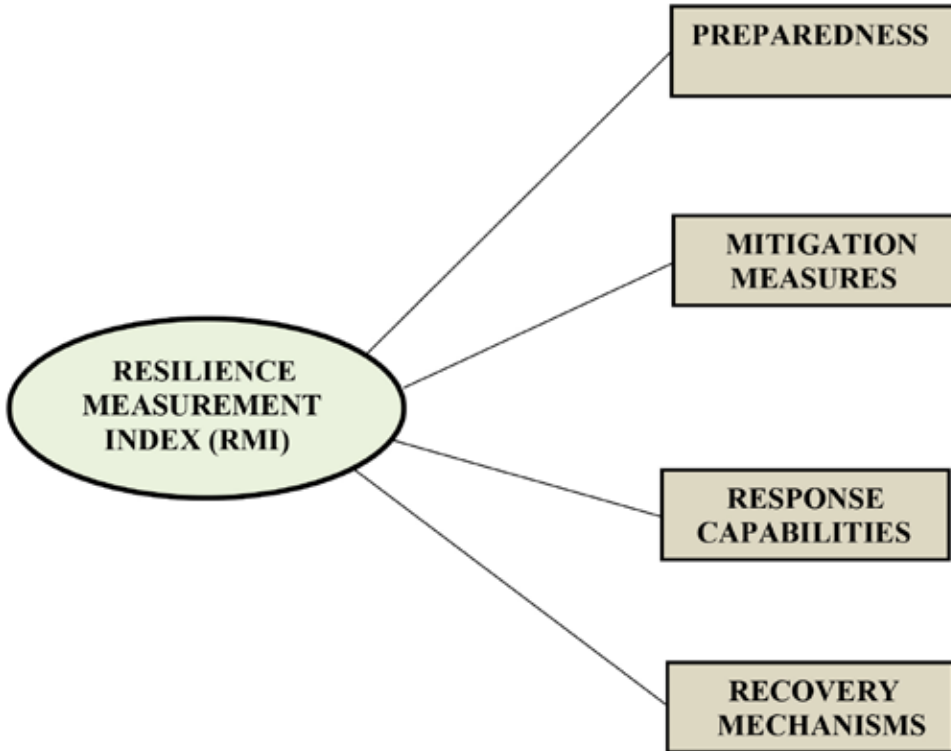 PREPAREDNESS
MITIGATION
MEASURES
RESILIENCE
MEASUREMENT
INDEX (RMI)
RESPONSE
CAPABILITIES
RECOVERY
MECHANISMS